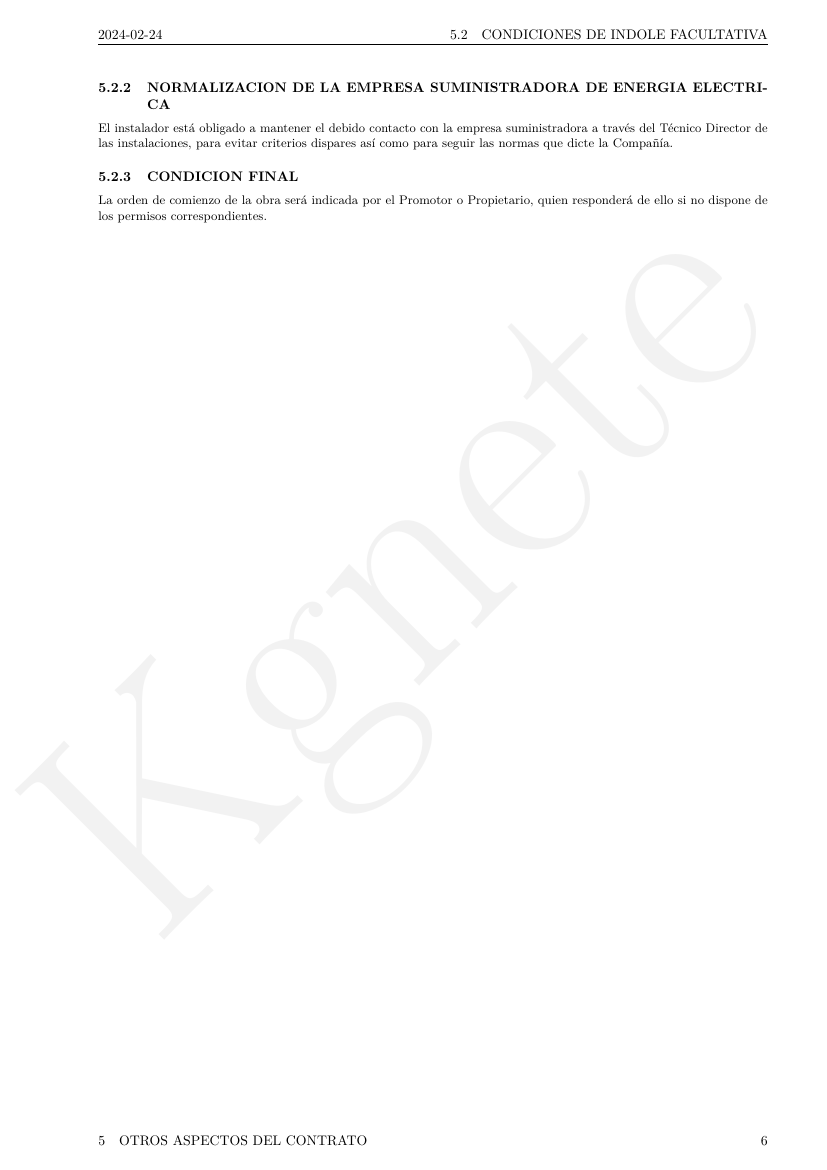 2024-02-24 5.2 CONDICIONES DE INDOLE FACULTATIVA
5.2.2 NORMALIZACION DE LA EMPRESA SUMINISTRADORA DE ENERGIA ELECTRI-
CA
El instalador está obligado a mantener el debido contacto con la empresa suministradora a través del Técnico Director de
las instalaciones, para evitar criterios dispares así como para seguir las normas que dicte la Compañía.
5.2.3 CONDICION FINAL
La orden de comienzo de la obra será indicada por el Promotor o Propietario, quien responderá de ello si no dispone de
los permisos correspondientes.
Kgnete
5 OTROS ASPECTOS DEL CONTRATO 6